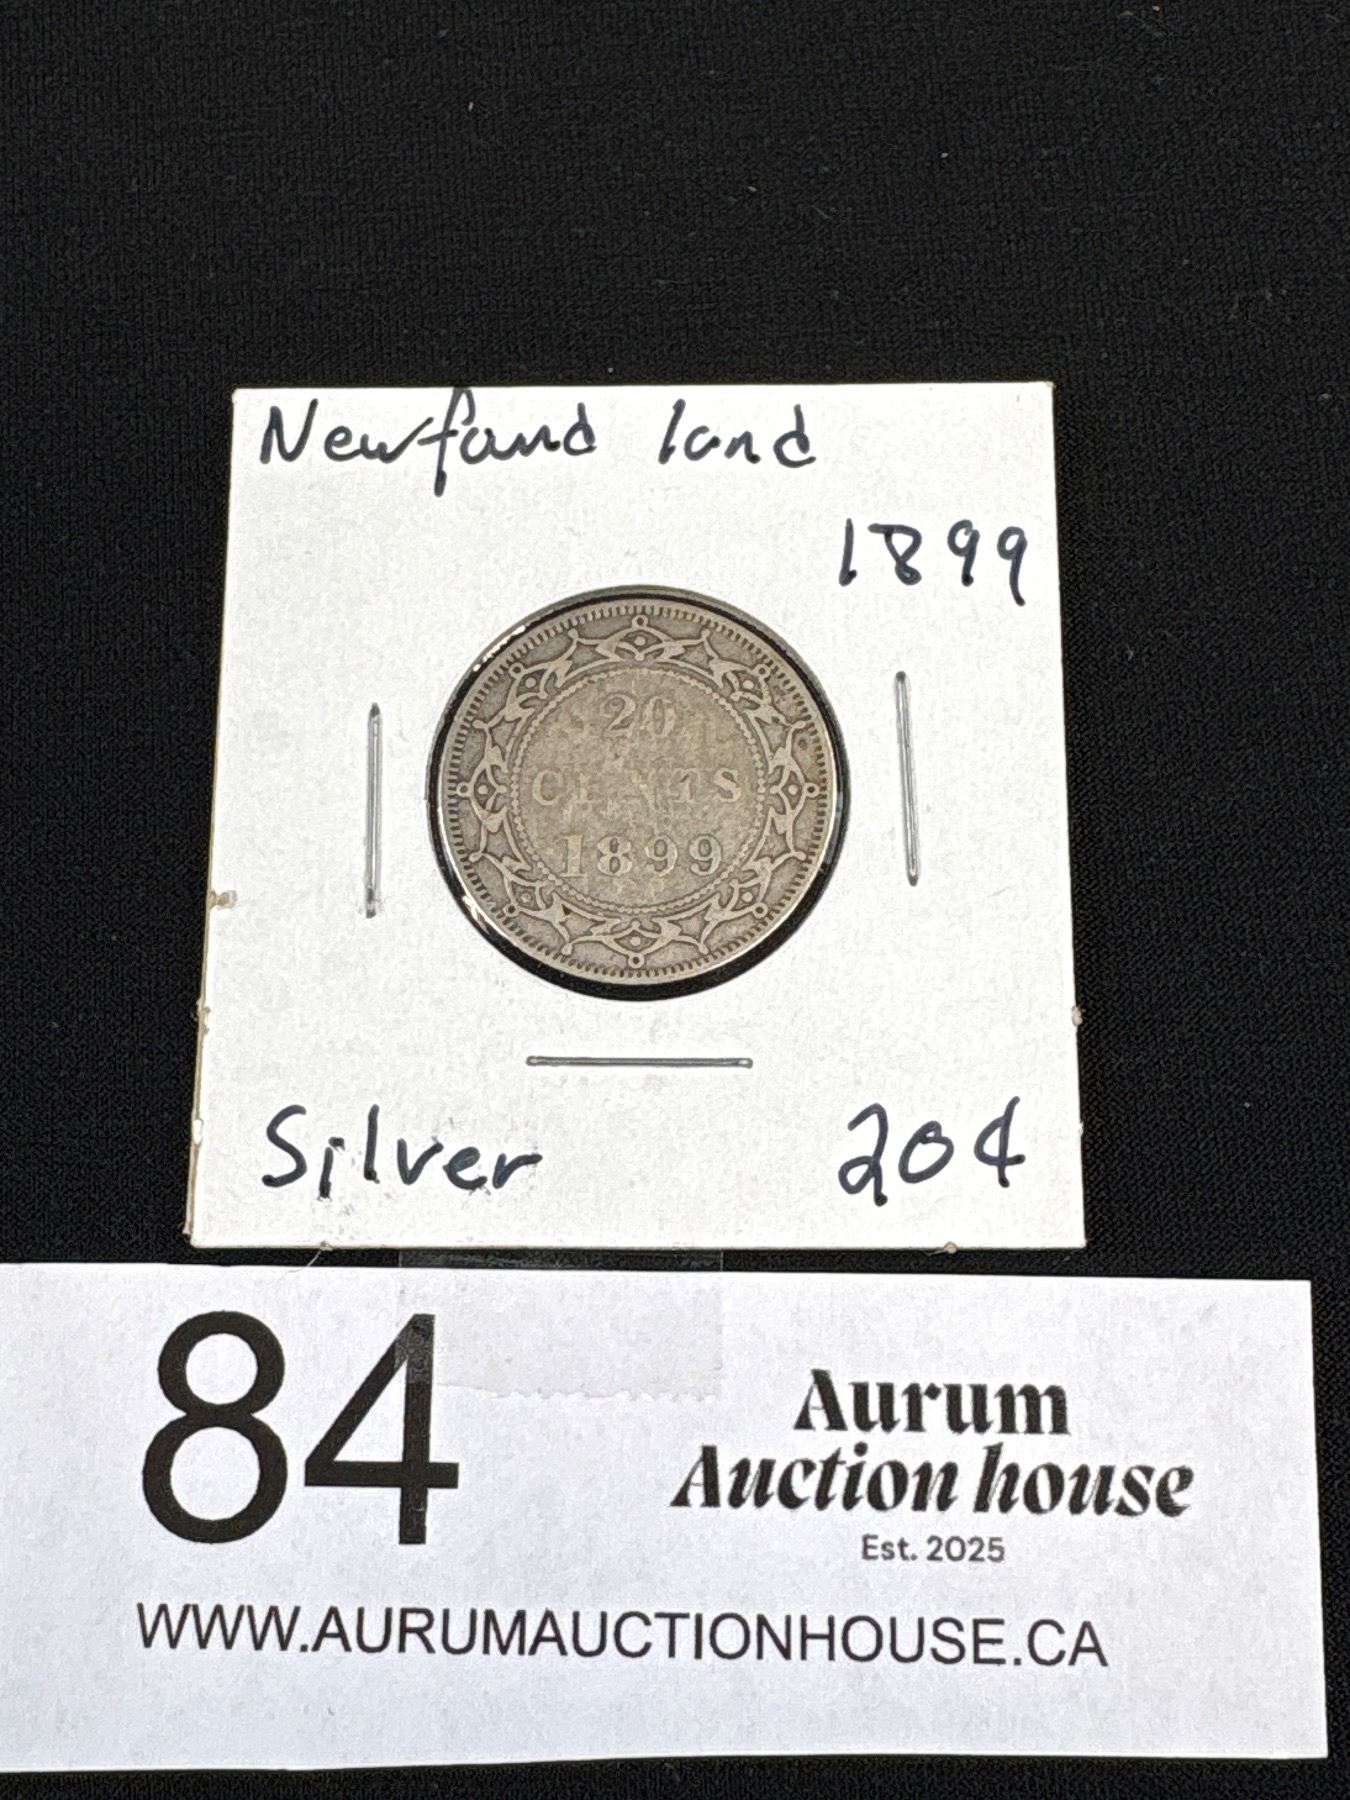 Newfound land
1899
20
CENTS
1899
Silver 20¢
84
Aurum
Auction house
Est. 2025
WWW.AURUMAUCTIONHOUSE.CA